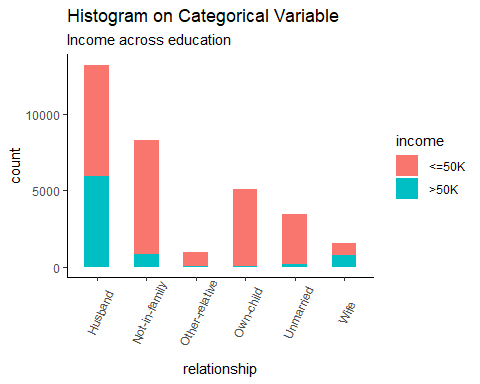 Histogram on Categorical Variable
Income across education
count
10000
5000
0
Husband
Not-in-family
Other-relative
Own-child
Unmarried
Wife
relationship
income
<=50K
>50K